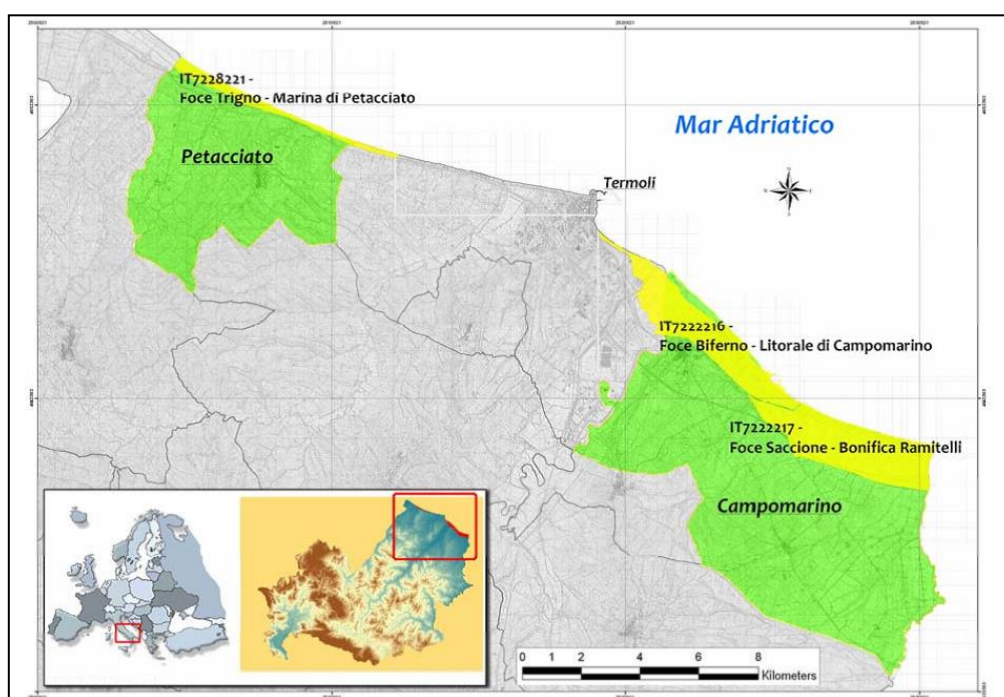 IT7228221 -
Foce Trigno - Marina di Petacciato
Petacciato
Mar Adriatico
Termoli
IT7222216 -
Foce Biferno - Litorale di Campomarino
IT7222217 -
Foce Saccione - Bonifica Ramitelli
Campomarino
0 1 2 4 6 8
Kilometers